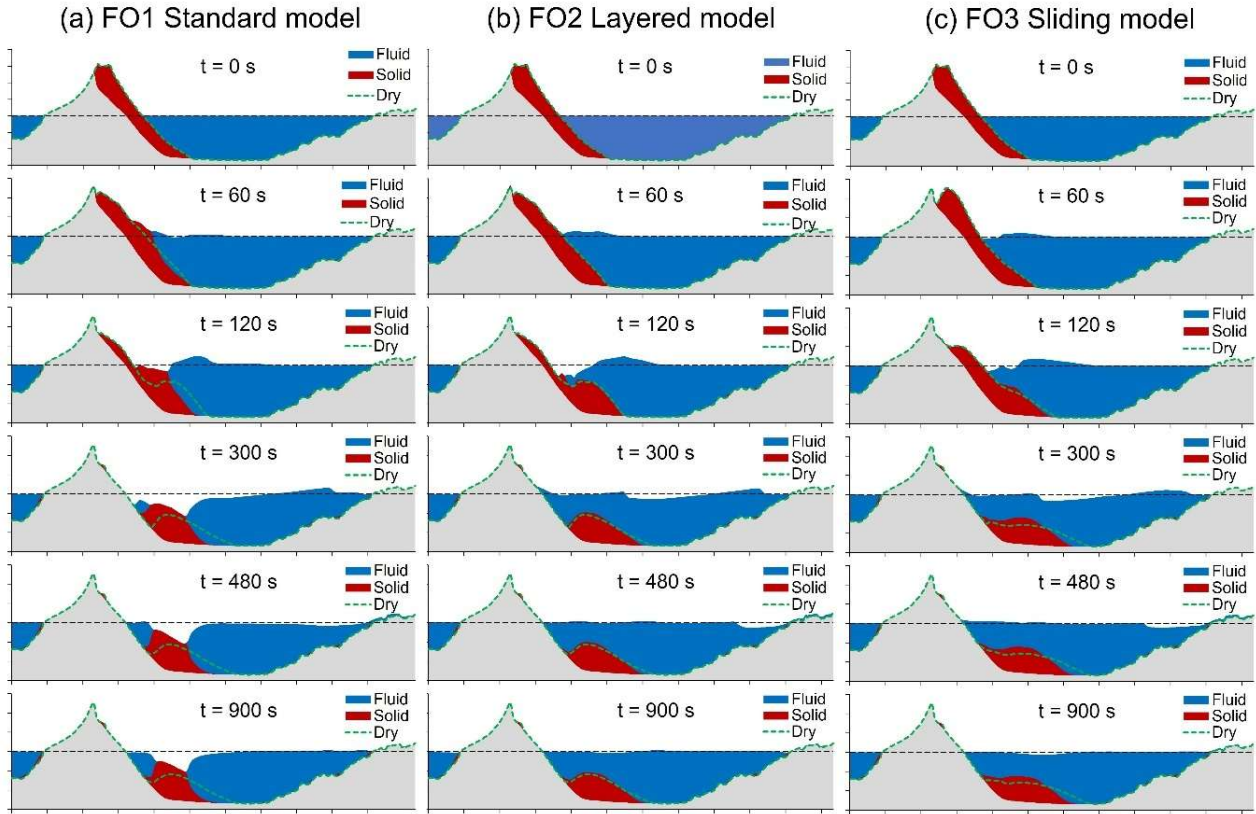 (a) FO1 Standard model
(b) FO2 Layered model
(c) FO3 Sliding model
t = 0 s
Fluid
Solid
Dry
t = 0 s
Fluid
Solid
Dry
t = 0 s
Fluid
Solid
Dry
t = 60 s
Fluid
Solid
Dry
t = 60 s
Fluid
Solid
Dry
t = 60 s
Fluid
Solid
Dry
t = 120 s
Fluid
Solid
Dry
t = 120 s
Fluid
Solid
Dry
t = 120 s
Fluid
Solid
Dry
t = 300 s
Fluid
Solid
Dry
t = 300 s
Fluid
Solid
Dry
t = 300 s
Fluid
Solid
Dry
t = 480 s
Fluid
Solid
Dry
t = 480 s
Fluid
Solid
Dry
t = 480 s
Fluid
Solid
Dry
t = 900 s
Fluid
Solid
Dry
t = 900 s
Fluid
Solid
Dry
t = 900 s
Fluid
Solid
Dry